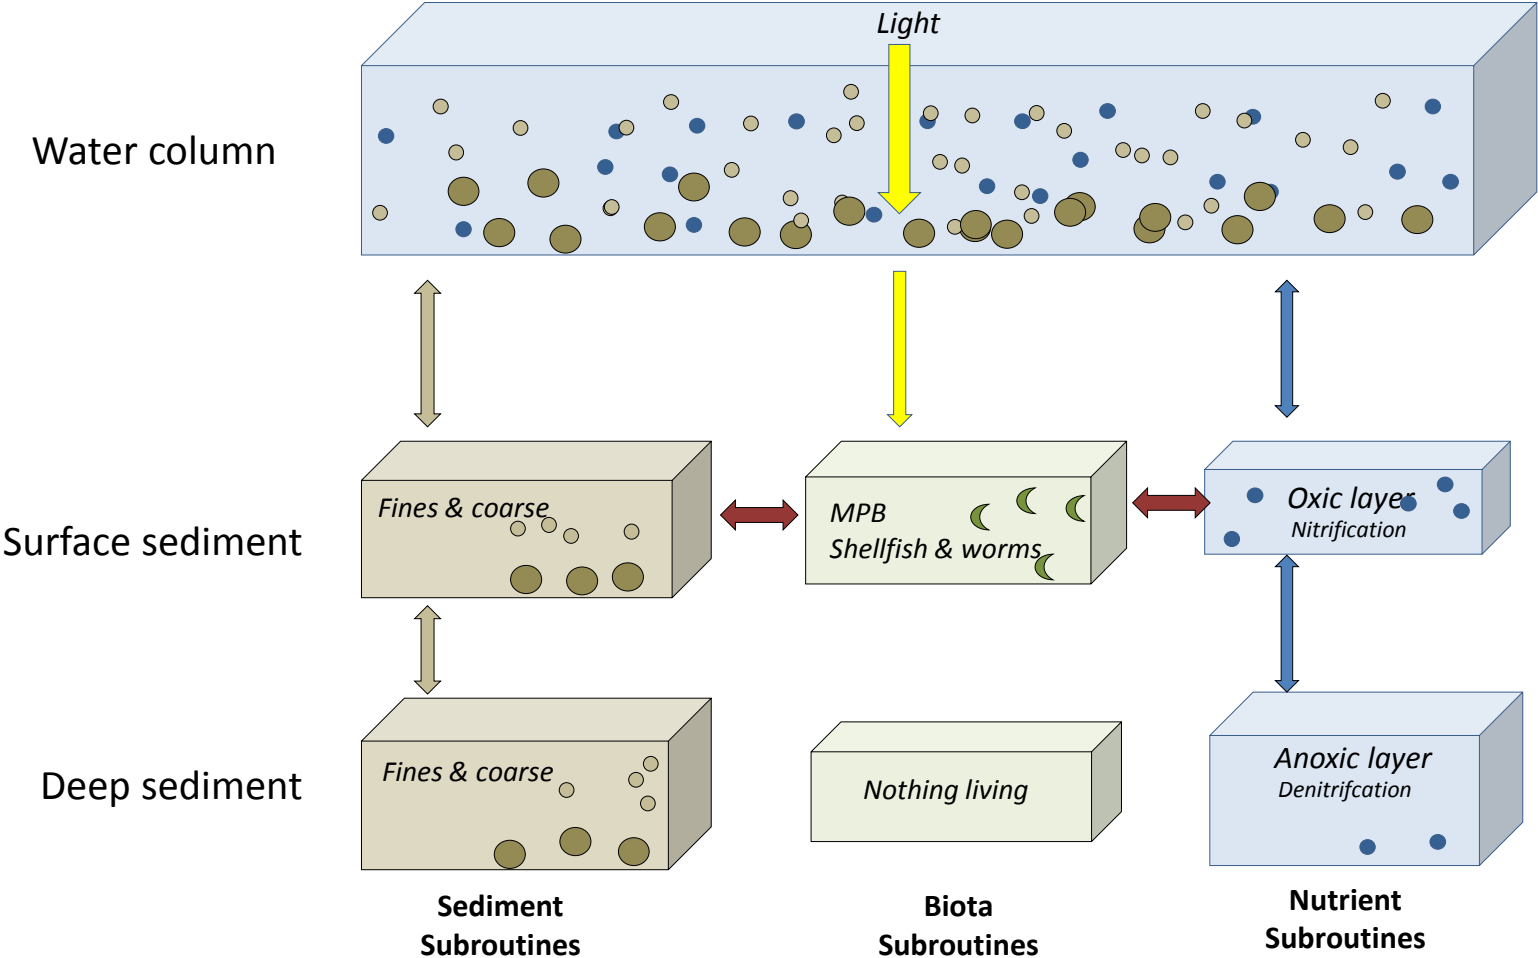 Light
Water column
Surface sediment
Fines & coarse
MPB
Shellfish & worms
Oxic layer
Nitrification
Deep sediment
Fines & coarse
Nothing living
Anoxic layer
Denitrifcation
Sediment
Subroutines
Biota
Subroutines
Nutrient
Subroutines